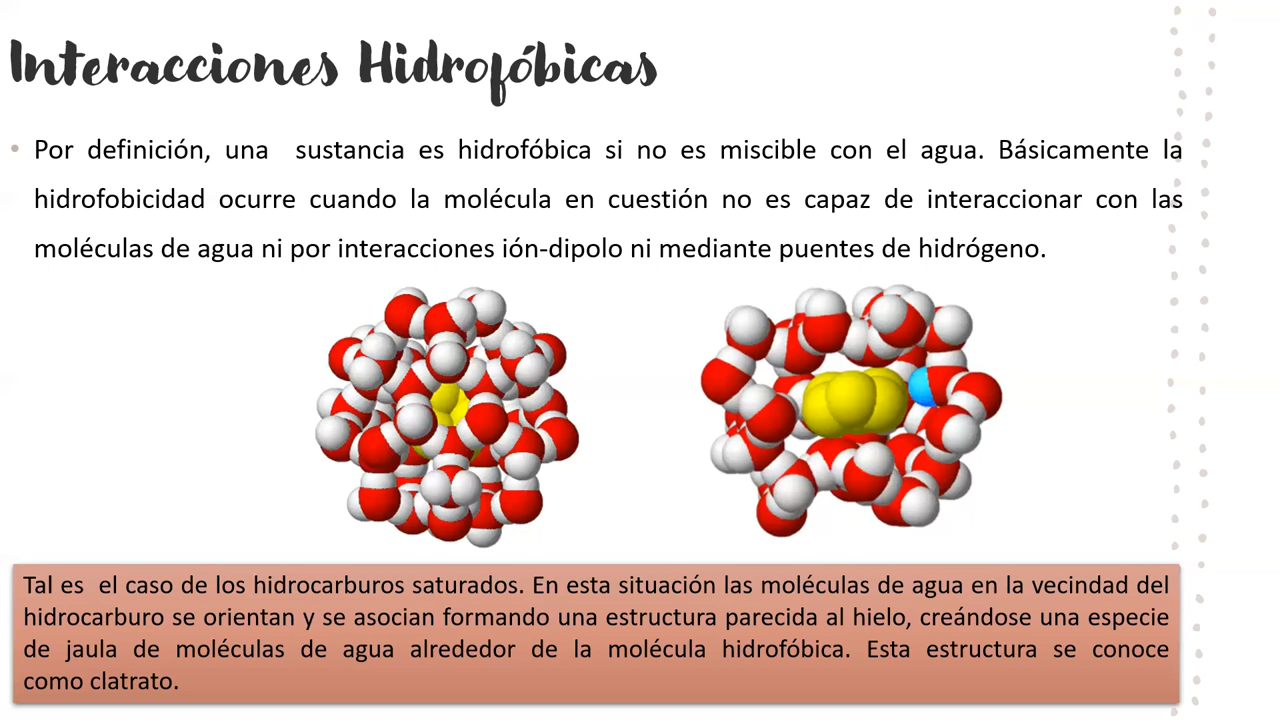 Interacciones Hidrofóbicas
• Por definición, una sustancia es hidrofóbica si no es miscible con el agua. Básicamente la
hidrofobicidad ocurre cuando la molécula en cuestión no es capaz de interaccionar con las
moléculas de agua ni por interacciones ión-dipolo ni mediante puentes de hidrógeno.
Tal es el caso de los hidrocarburos saturados. En esta situación las moléculas de agua en la vecindad del
hidrocarburo se orientan y se asocian formando una estructura parecida al hielo, creándose una especie
de jaula de moléculas de agua alrededor de la molécula hidrofóbica. Esta estructura se conoce
como clatrato.